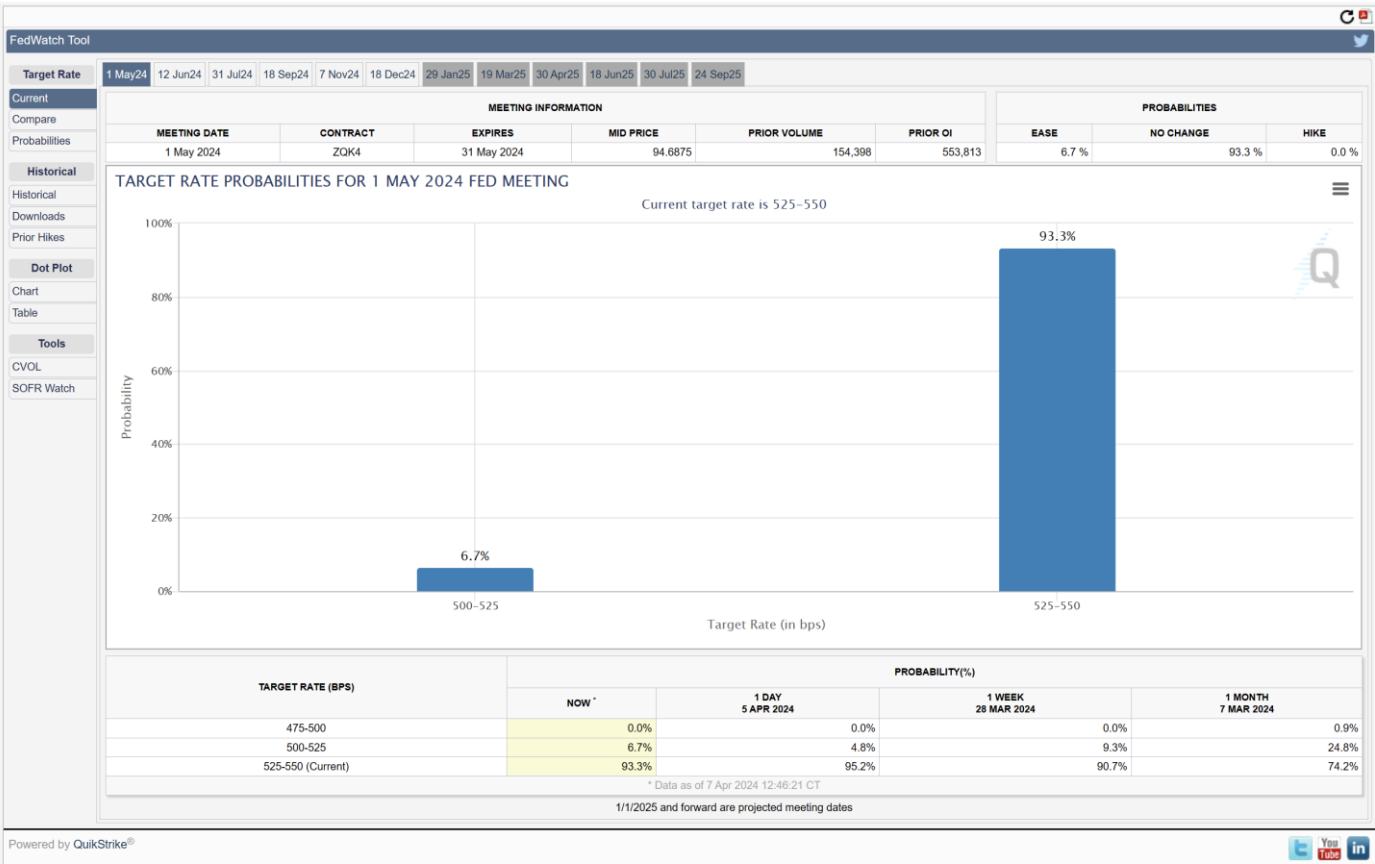 FedWatch Tool
Target Rate
Current
Compare
Probabilities
Historical
Historical
Downloads
Prior Hikes
Dot Plot
Chart
Table
Tools
CVOL
SOFR Watch
1 May24 12 Jun24 31 Jul24 18 Sep24 7 Nov24 18 Dec24 29 Jan25 19 Mar25 30 Apr25 18 Jun25 30 Jul25 24 Sep25
MEETING INFORMATION
MEETING DATE CONTRACT EXPIRES MID PRICE PRIOR VOLUME PRIOR OI
1 May 2024 ZQK4 31 May 2024 94.6875 154,398 553,813
PROBABILITIES
EASE NO CHANGE HIKE
6.7 % 93.3 % 0.0 %
TARGET RATE PROBABILITIES FOR 1 MAY 2024 FED MEETING
Current target rate is 525-550
Q
Probability
100%
80%
60%
40%
20%
0%
93.3%
6.7%
500-525 525-550
Target Rate (in bps)
TARGET RATE (BPS) PROBABILITY(%)
NOW * 1 DAY 1 WEEK 1 MONTH
5 APR 2024 28 MAR 2024 7 MAR 2024
475-500 0.0% 0.0% 0.0% 0.9%
500-525 6.7% 4.8% 9.3% 24.8%
525-550 (Current) 93.3% 95.2% 90.7% 74.2%
* Data as of 7 Apr 2024 12:46:21 CT
1/1/2025 and forward are projected meeting dates
Powered by QuikStrike®
You
Tube
in